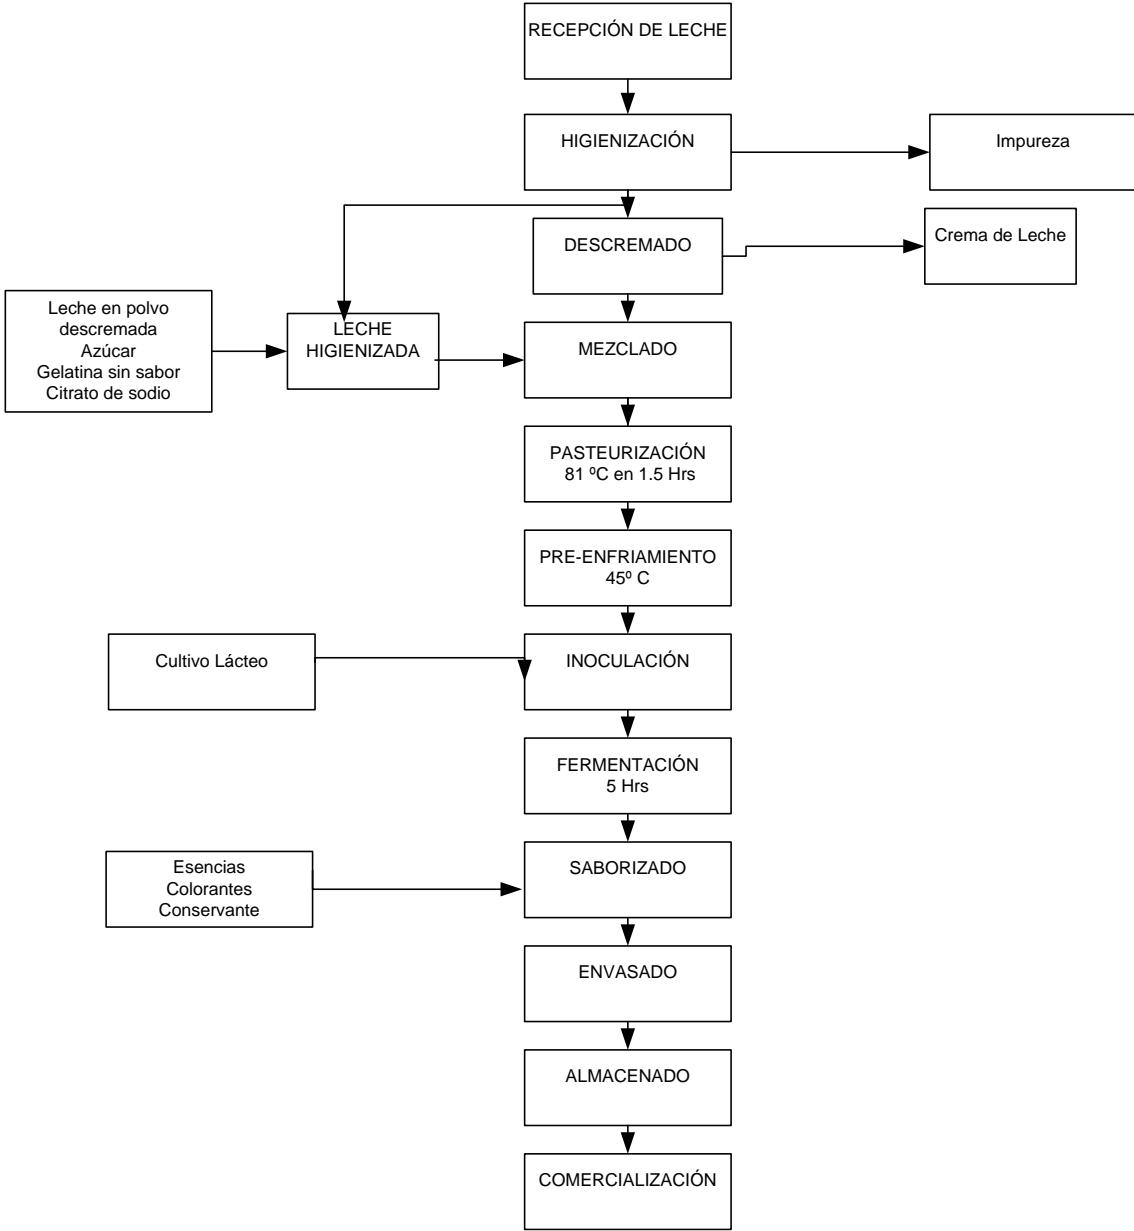 RECEPCIÓN DE LECHE
HIGIENIZACIÓN
Impureza
DESCREMADO
Crema de Leche
Leche en polvo
descremada
Azúcar
Gelatina sin sabor
Citrato de sodio
LECHE
HIGIENIZADA
MEZCLADO
PASTEURIZACIÓN
81 ºC en 1.5 Hrs
PRE-ENFRIAMIENTO
45º C
Cultivo Lácteo
INOCULACIÓN
FERMENTACIÓN
5 Hrs
Esencias
Colorantes
Conservante
SABORIZADO
ENVASADO
ALMACENADO
COMERCIALIZACIÓN